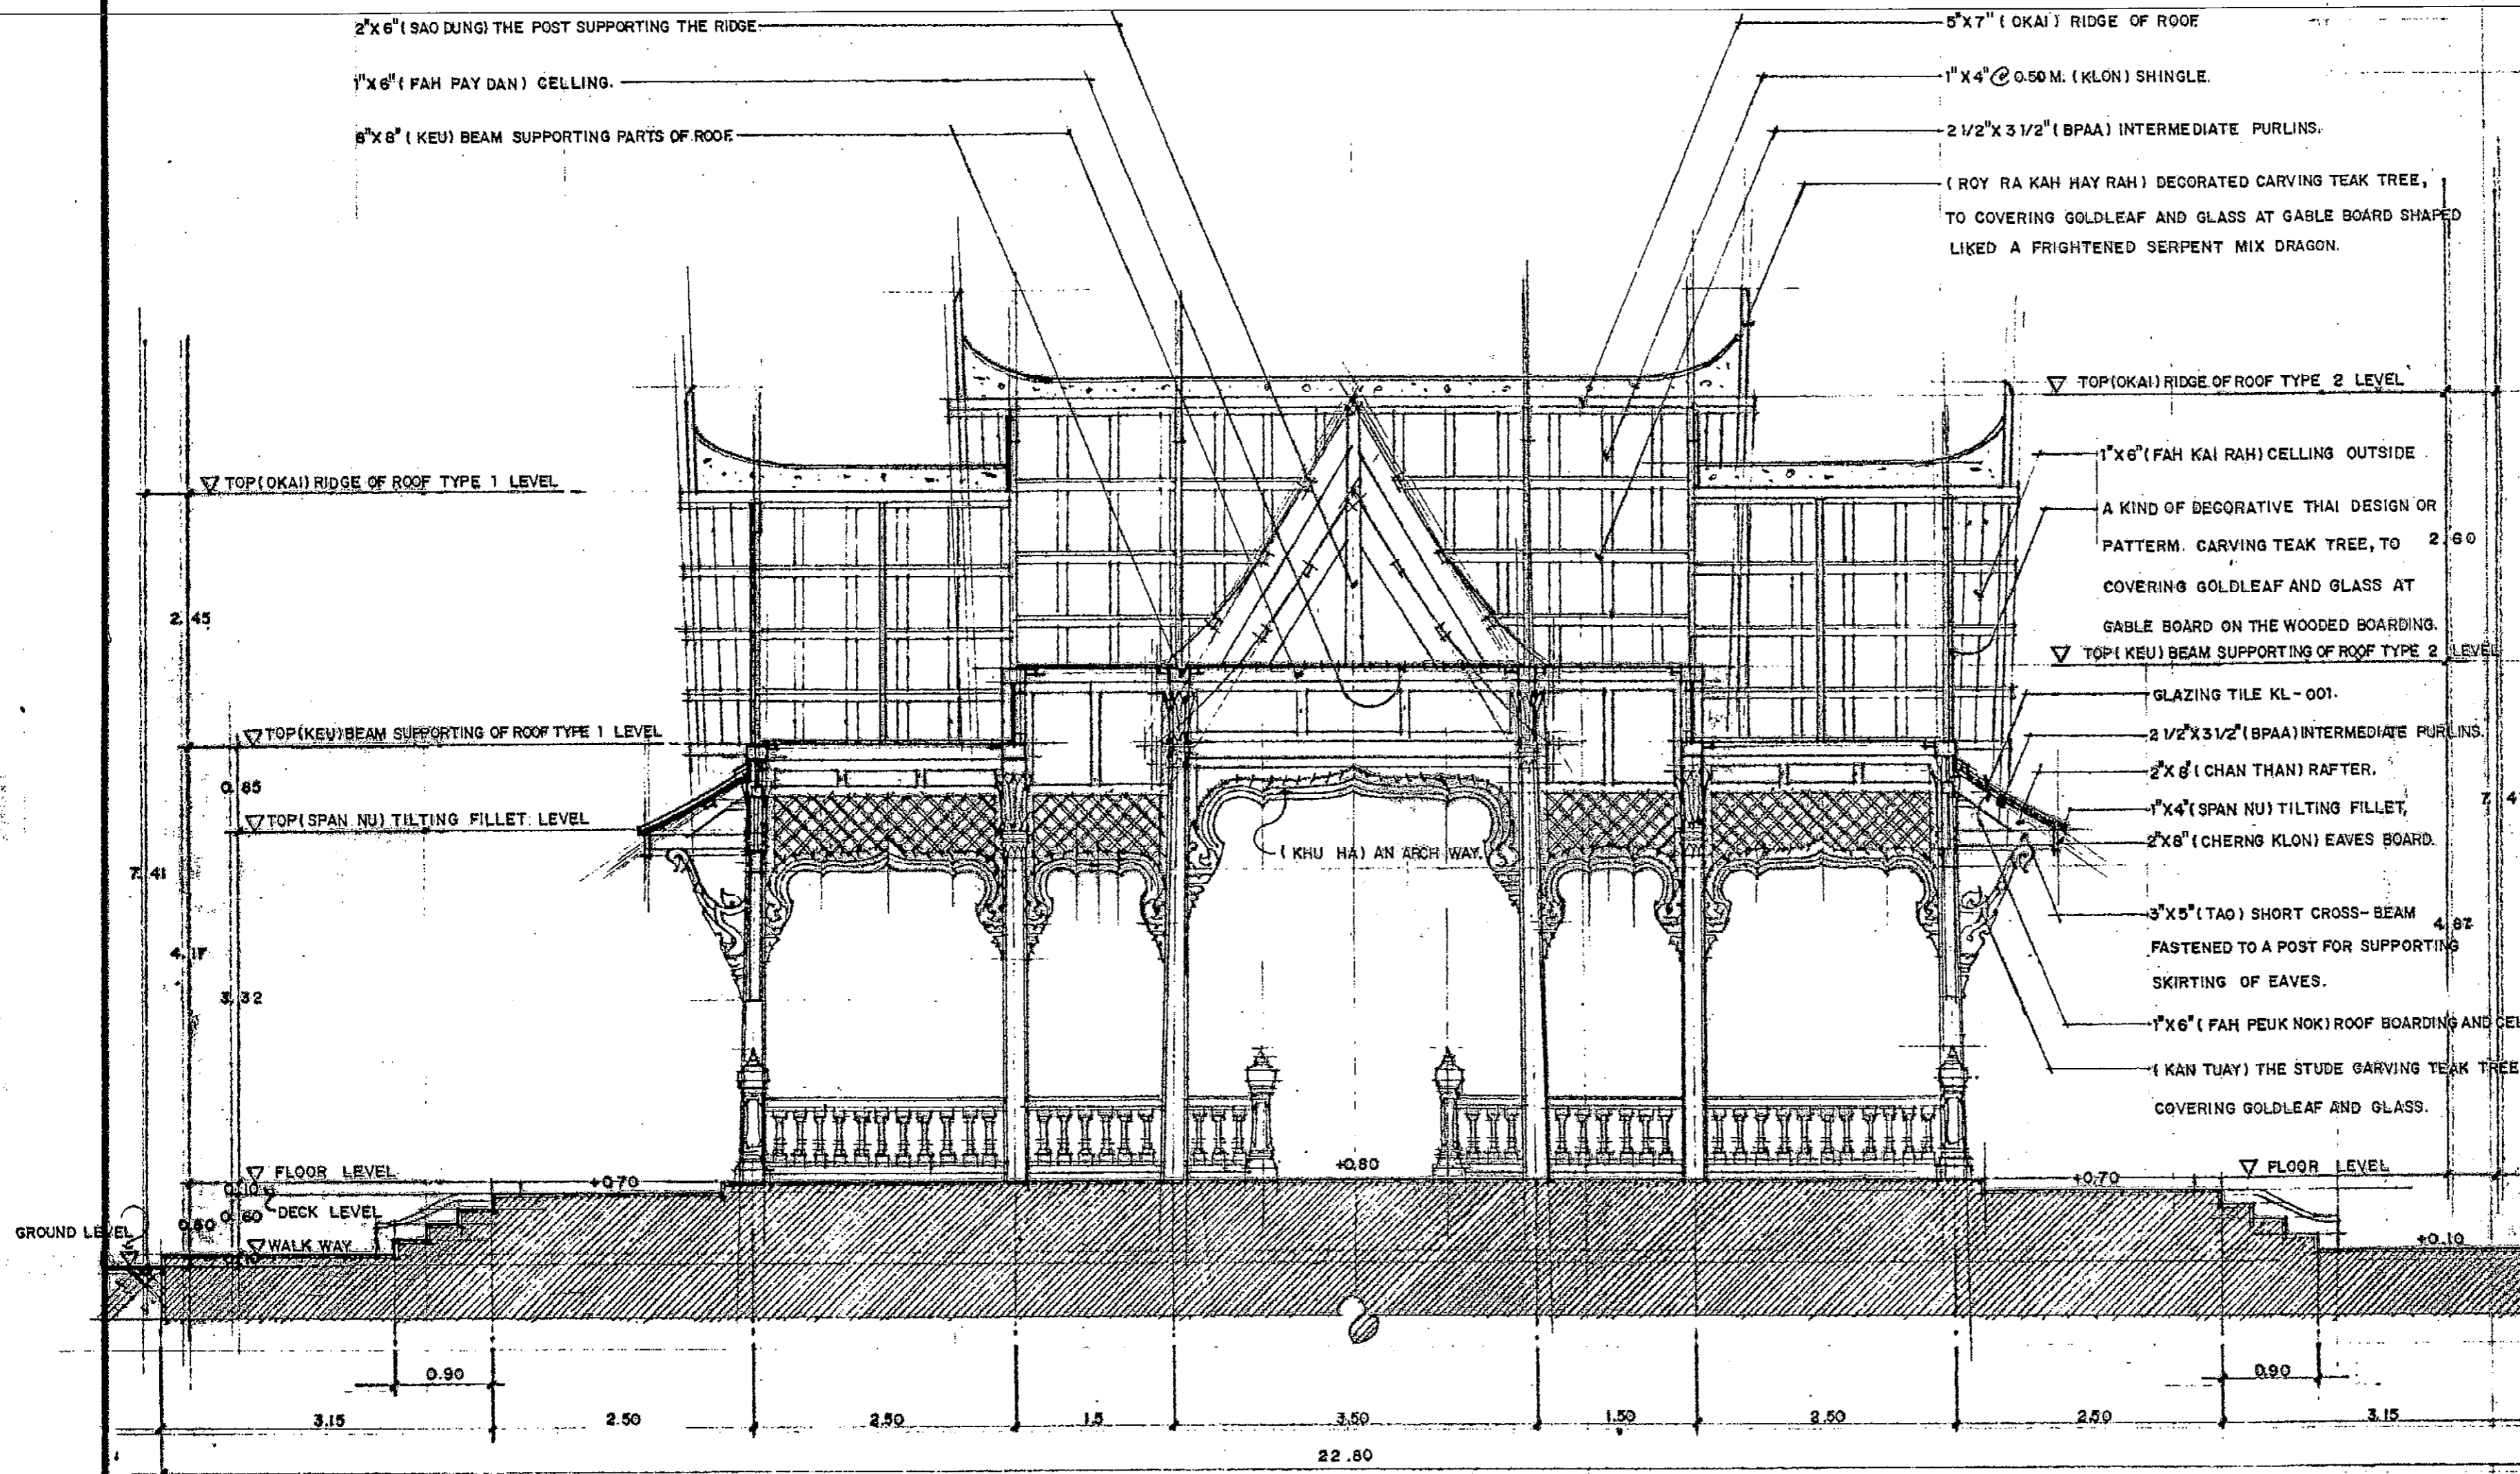 2"X6"(SAO DUNG) THE POST SUPPORTING THE RIDGE.
1"X6"(FAH PAY DAN) CELLING.
8"X8"(KEU) BEAM SUPPORTING PARTS OF ROOF.
5"X7"(OKAI) RIDGE OF ROOF
1"X4"@0.50M.(KLON) SHINGLE.
2 1/2"X3 1/2"(BPAA) INTERMEDIATE PURLINS.
(ROY RA KAH HAY RAH) DECORATED CARVING TEAK TREE,
TO COVERING GOLDLEAF AND GLASS AT GABLE BOARD SHAPED
LIKED A FRIGHTENED SERPENT MIX DRAGON.
TOP(OKAI) RIDGE OF ROOF TYPE 2 LEVEL
1"X6"(FAH KAI RAH) CELLING OUTSIDE
A KIND OF DECORATIVE THAI DESIGN OR
PATTERM. CARVING TEAK TREE, TO
COVERING GOLDLEAF AND GLASS AT
GABLE BOARD ON THE WOODED BOARDING.
2.60
TOP(KEU) BEAM SUPPORTING OF ROOF TYPE 2 LEVEL
GLAZING TILE KL-001.
2 1/2"X3 1/2"(BPAA) INTERMEDIATE PURLINS.
2"X8"(CHAN THAN) RAFTER.
1"X4"(SPAN NU) TILTING FILLET,
2"X8"(CHERNG KLON) EAVES BOARD.
3"X5"(TAO) SHORT CROSS-BEAM
FASTENED TO A POST FOR SUPPORTING
SKIRTING OF EAVES.
4.87
1"X6"(FAH PEUK NOK) ROOF BOARDING AND CEL
(KAN TUAY) THE STUDE CARVING TEAK TREE
COVERING GOLDLEAF AND GLASS.
FLOOR LEVEL
+0.70
+0.10
TOP(OKAI) RIDGE OF ROOF TYPE 1 LEVEL
2.45
TOP(KEU) BEAM SUPPORTING OF ROOF TYPE 1 LEVEL
0.85
TOP(SPAN NU) TILTING FILLET LEVEL
7.41
4.17
3.32
(KHU HA) AN ARCH WAY.
+0.80
FLOOR LEVEL
0.10
+0.70
DECK LEVEL
0.60
GROUND LEVEL
WALK WAY
0.90
0.90
3.15
2.50
2.50
1.5
3.50
1.50
2.50
2.50
3.15
22.80